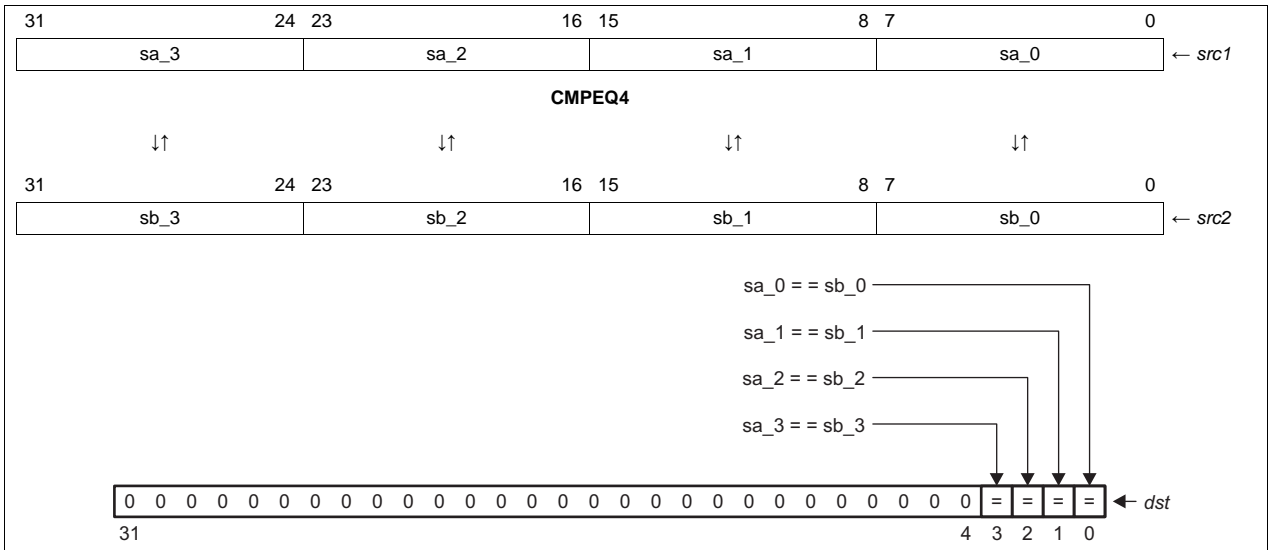 31 24 23 16 15 8 7 0
sa_3 sa_2 sa_1 sa_0 ← src1
CMPEQ4
↓↑ ↓↑ ↓↑ ↓↑
31 24 23 16 15 8 7 0
sb_3 sb_2 sb_1 sb_0 ← src2
sa_0 = = sb_0
sa_1 = = sb_1
sa_2 = = sb_2
sa_3 = = sb_3
0 0 0 0 0 0 0 0 0 0 0 0 0 0 0 0 0 0 0 0 0 0 0 0 0 0 0 0 = = = = dst
31 4 3 2 1 0